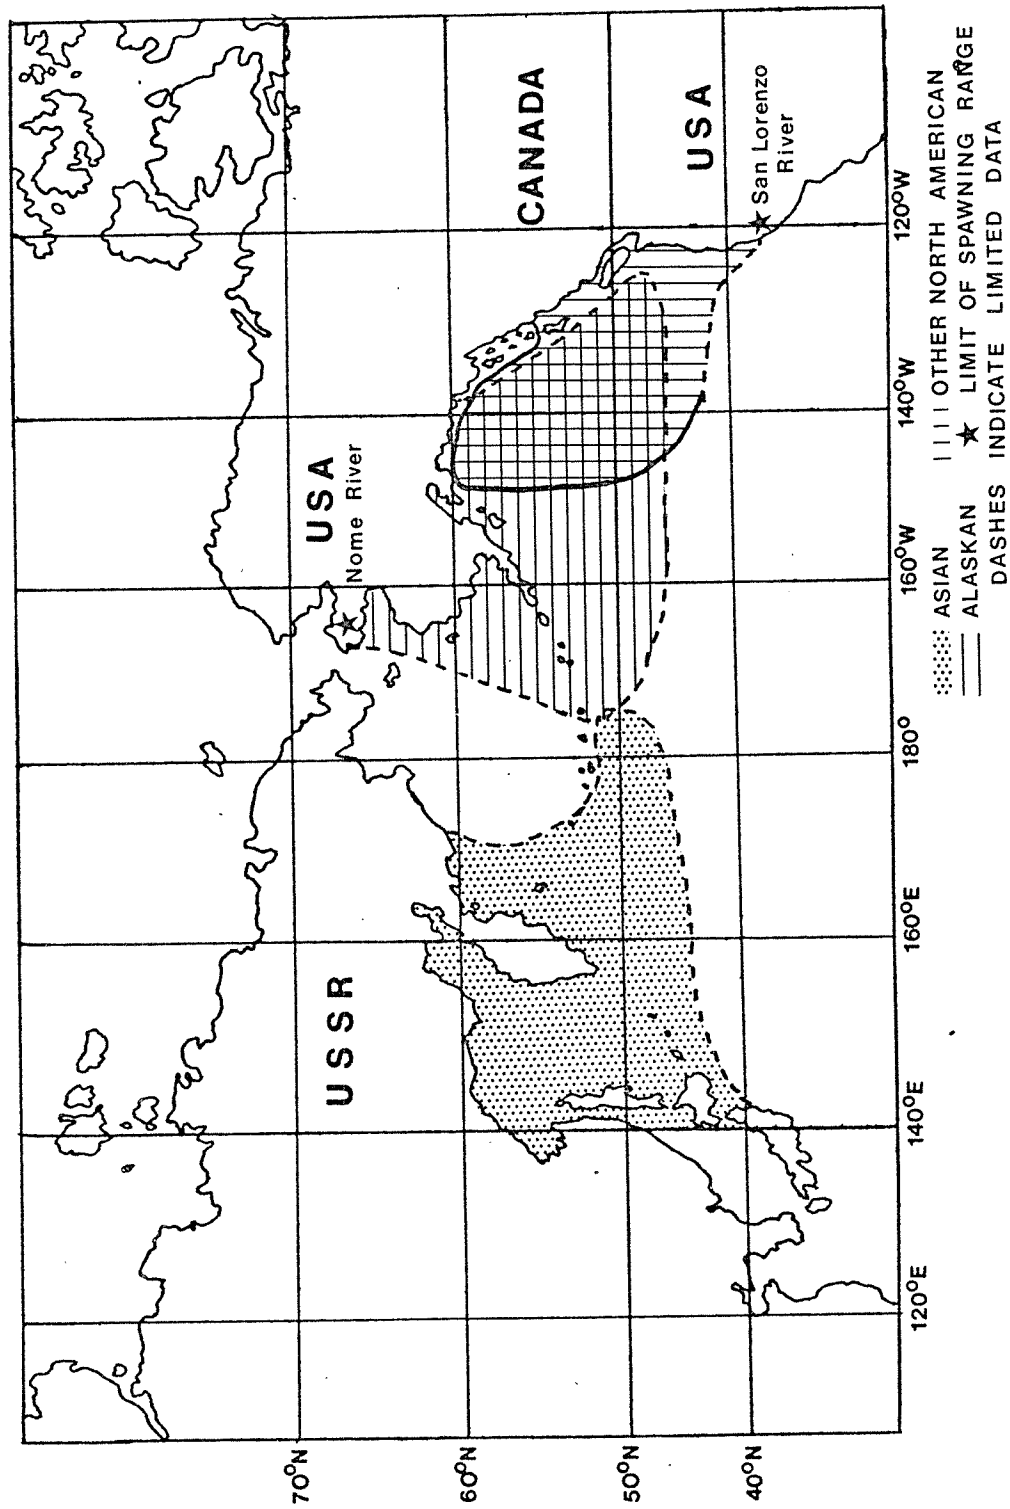 USSR
USA
Nome River
CANADA
USA
San Lorenzo
River
70°N
60°N
50°N
40°N
120°E
140°E
160°E
180°
160°W
140°W
120°W
ASIAN
OTHER NORTH AMERICAN
ALASKAN
LIMIT OF SPAWNING RANGE
DASHES INDICATE LIMITED DATA